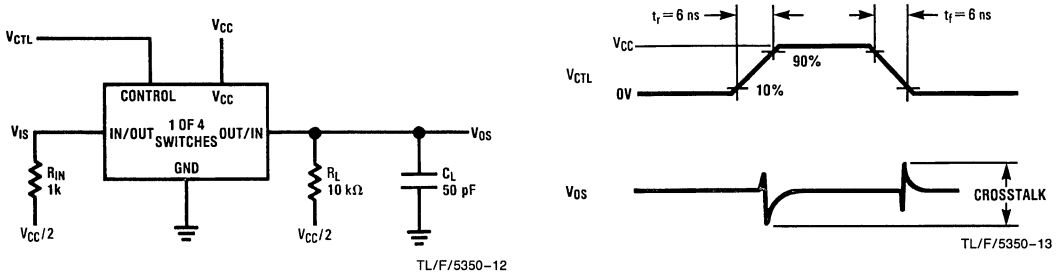 VCTL
VCC
CONTROL
VCC
VIS
IN/OUT
1 OF 4
SWITCHES
OUT/IN
VOS
GND
RIN
1k
RL
10 kΩ
CL
50 pF
VCC/2
VCC/2
TL/F/5350–12
tr = 6 ns
tf = 6 ns
VCC
90%
VCTL
10%
0V
VOS
CROSSTALK
TL/F/5350–13